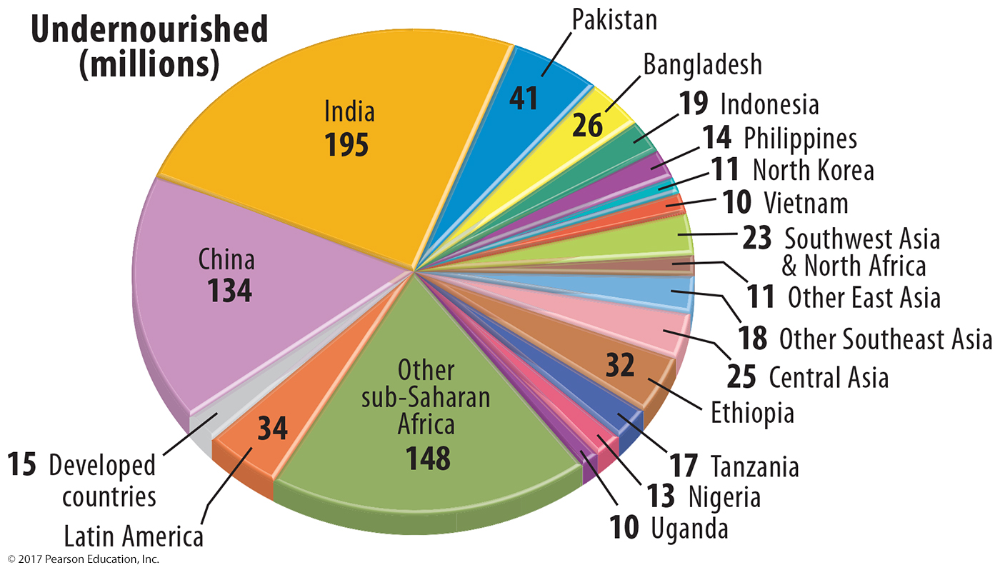 Undernourished
(millions)
Pakistan
41
Bangladesh
26
19 Indonesia
14 Philippines
11 North Korea
10 Vietnam
23 Southwest Asia
& North Africa
11 Other East Asia
18 Other Southeast Asia
25 Central Asia
32
Ethiopia
17 Tanzania
13 Nigeria
10 Uganda
Other
sub-Saharan
Africa
148
34
Latin America
15 Developed
countries
China
134
India
195
© 2017 Pearson Education, Inc.